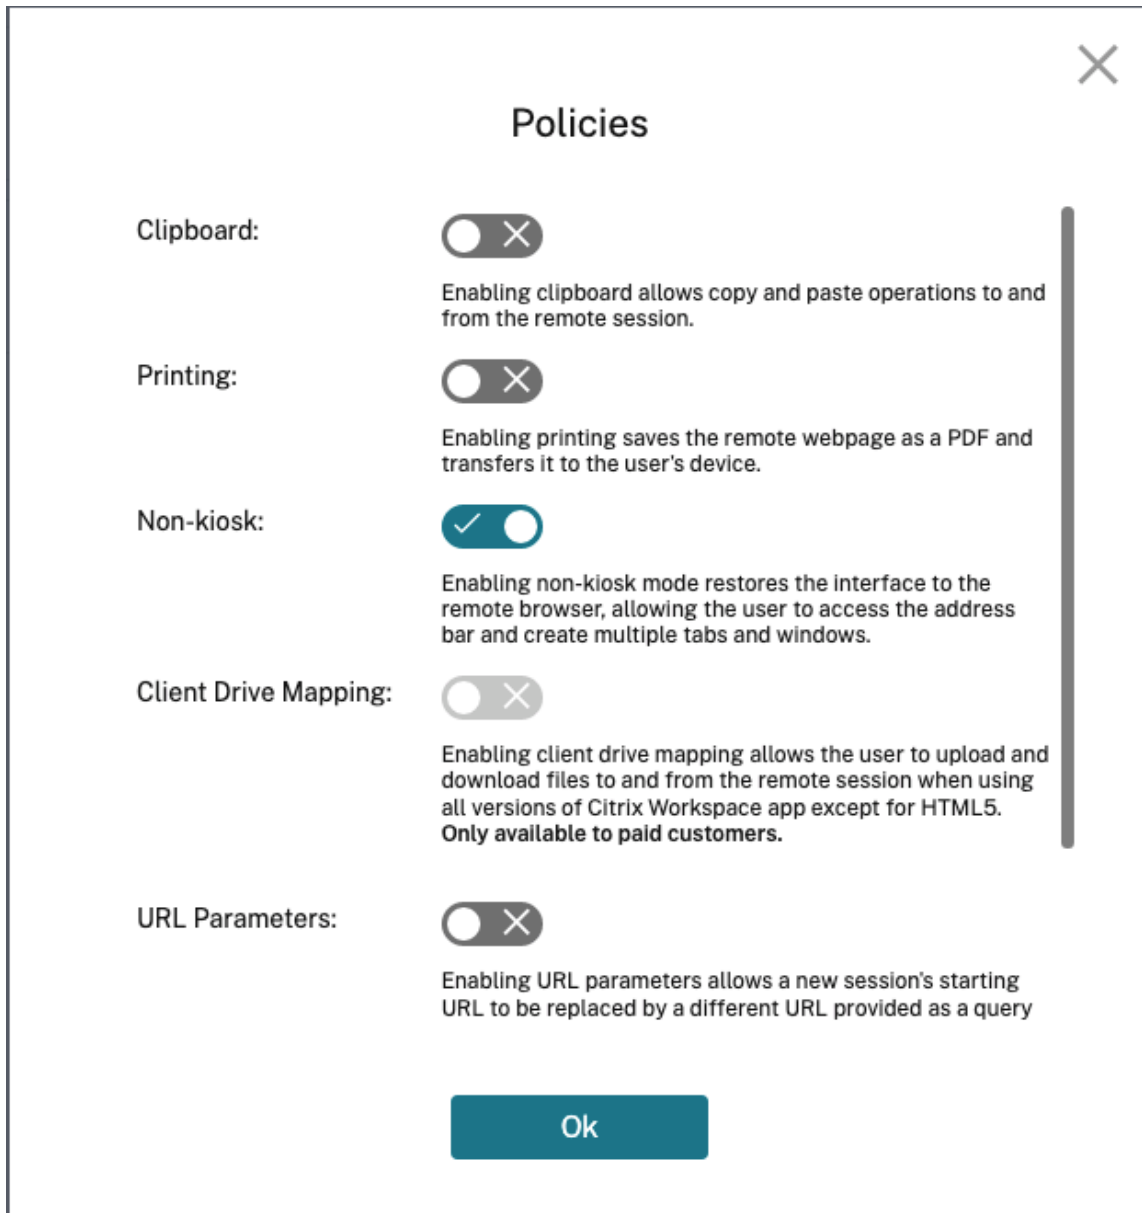 Policies
Clipboard:
Enabling clipboard allows copy and paste operations to and
from the remote session.
Printing:
Enabling printing saves the remote webpage as a PDF and
transfers it to the user's device.
Non-kiosk:
Enabling non-kiosk mode restores the interface to the
remote browser, allowing the user to access the address
bar and create multiple tabs and windows.
Client Drive Mapping:
Enabling client drive mapping allows the user to upload and
download files to and from the remote session when using
all versions of Citrix Workspace app except for HTML5.
Only available to paid customers.
URL Parameters:
Enabling URL parameters allows a new session's starting
URL to be replaced by a different URL provided as a query
Ok